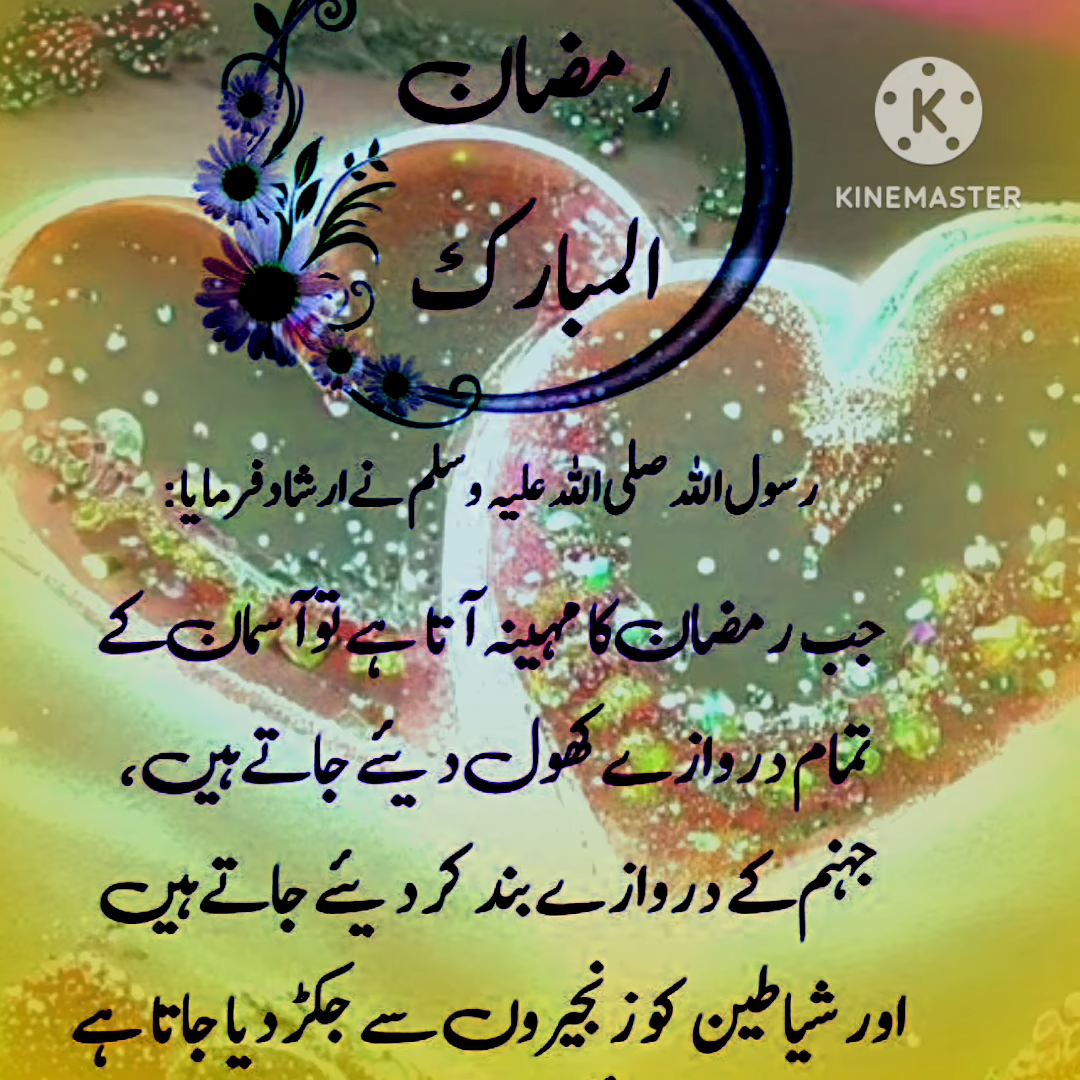 رمضان
المبارک
KINEMASTER
رسول اللہ صلی اللہ علیہ وسلم نے ارشاد فرمایا:
جب رمضان کا مہینہ آتا ہے تو آسمان کے
تمام دروازے کھول دیئے جاتے ہیں،
جہنم کے دروازے بند کر دیئے جاتے ہیں
اور شیاطین کو زنجیروں سے جکڑ دیا جاتا ہے